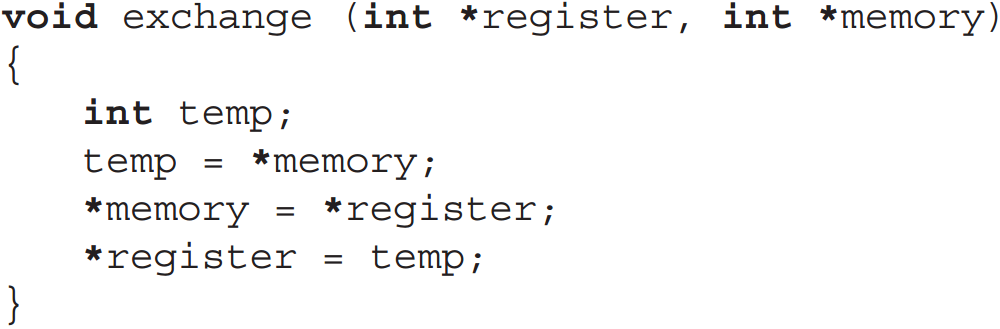 void exchange (int *register, int *memory)
{
    int temp;
    temp = *memory;
    *memory = *register;
    *register = temp;
}